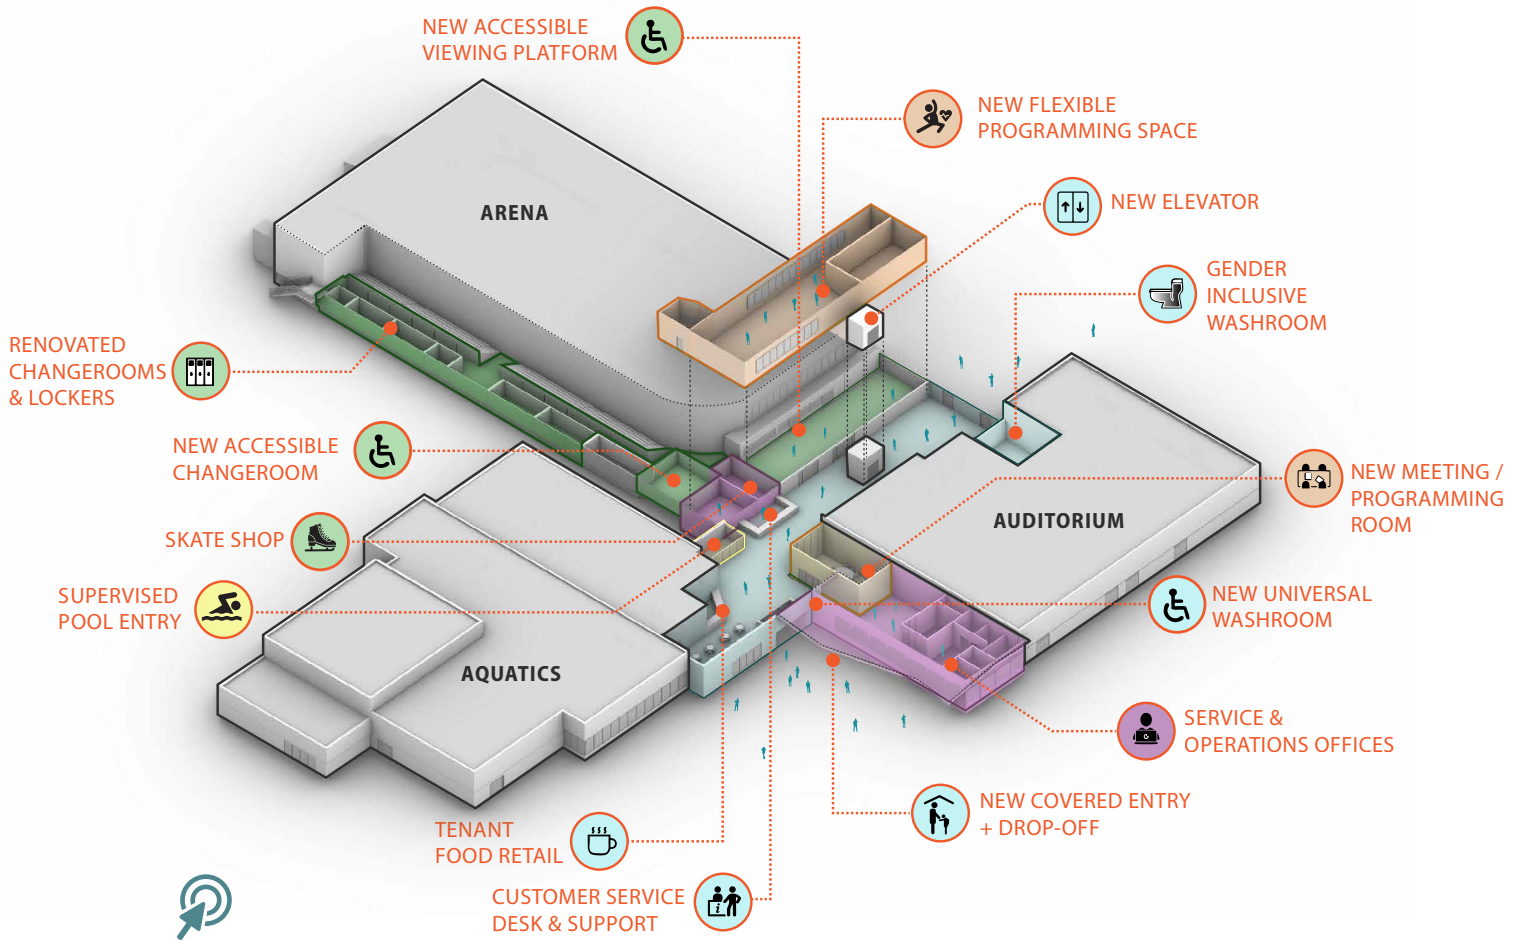 NEW ACCESSIBLE
VIEWING PLATFORM
NEW FLEXIBLE
PROGRAMMING SPACE
NEW ELEVATOR
ARENA
GENDER
INCLUSIVE
WASHROOM
RENOVATED
CHANGEROOMS
& LOCKERS
NEW ACCESSIBLE
CHANGEROOM
NEW MEETING /
PROGRAMMING
ROOM
AUDITORIUM
SKATE SHOP
SUPERVISED
POOL ENTRY
NEW UNIVERSAL
WASHROOM
AQUATICS
SERVICE &
OPERATIONS OFFICES
NEW COVERED ENTRY
+ DROP-OFF
TENANT
FOOD RETAIL
CUSTOMER SERVICE
DESK & SUPPORT